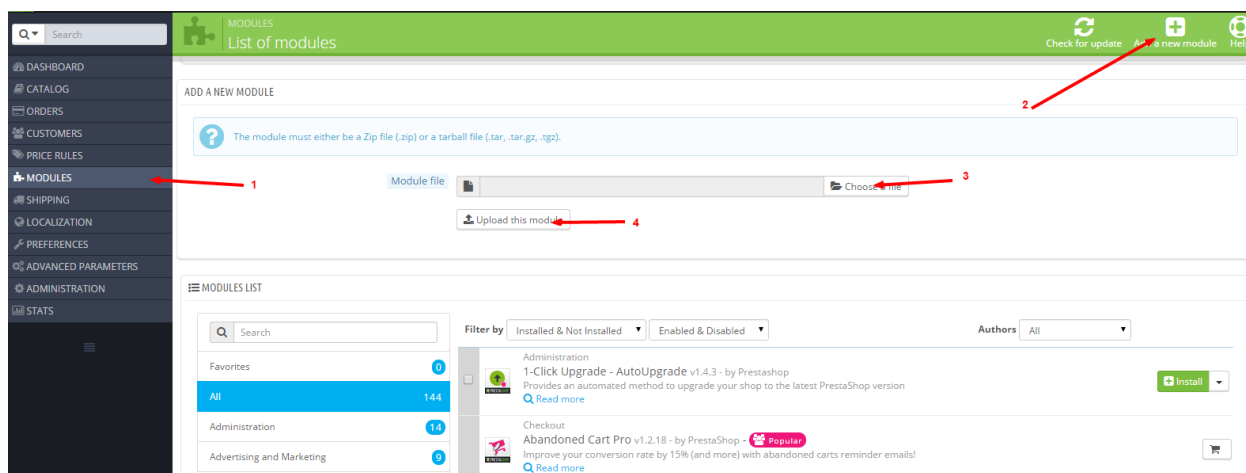 Search
DASHBOARD
CATALOG
ORDERS
CUSTOMERS
PRICE RULES
MODULES
SHIPPING
LOCALIZATION
PREFERENCES
ADVANCED PARAMETERS
ADMINISTRATION
STATS
MODULES
List of modules
Check for update
Add a new module
Hel
2
ADD A NEW MODULE
The module must either be a Zip file (.zip) or a tarball file (.tar, .tar.gz, .tgz).
1
Module file
Choose a file
3
Upload this module
4
MODULES LIST
Search
Favorites 0
All 144
Administration 14
Advertising and Marketing 9
Filter by Installed & Not Installed Enabled & Disabled Authors All
Administration
1-Click Upgrade - AutoUpgrade v1.4.3 - by Prestashop
Provides an automated method to upgrade your shop to the latest PrestaShop version
Read more
Install
Checkout
Abandoned Cart Pro v1.2.18 - by PrestaShop - Popular
Improve your conversion rate by 15% (and more) with abandoned carts reminder emails!
Read more